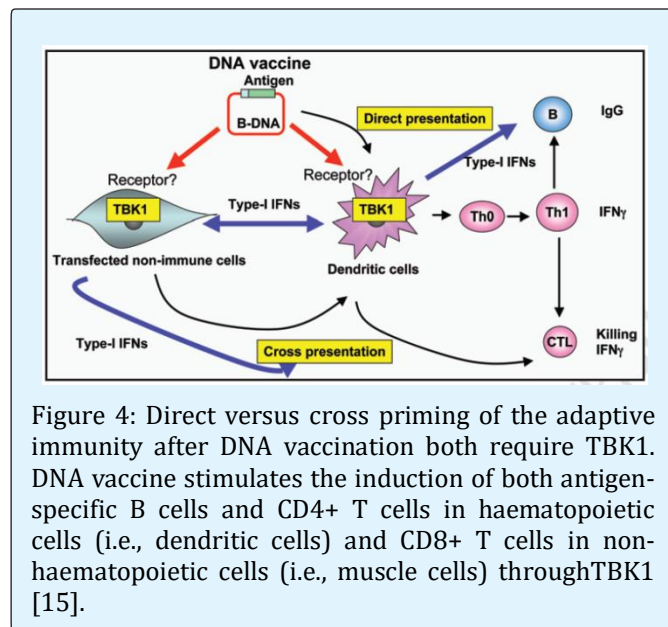 DNA vaccine
Antigen
B-DNA
Direct presentation
B
IgG
Type-I IFNs
Receptor?
Receptor?
TBK1
Type-I IFNs
TBK1
Th0
Th1
IFNγ
Transfected non-immune cells
Dendritic cells
Type-I IFNs
Cross presentation
CTL
Killing
IFNγ
Figure 4: Direct versus cross priming of the adaptive
immunity after DNA vaccination both require TBK1.
DNA vaccine stimulates the induction of both antigen-
specific B cells and CD4+ T cells in haematopoietic
cells (i.e., dendritic cells) and CD8+ T cells in non-
haematopoietic cells (i.e., muscle cells) throughTBK1
[15].